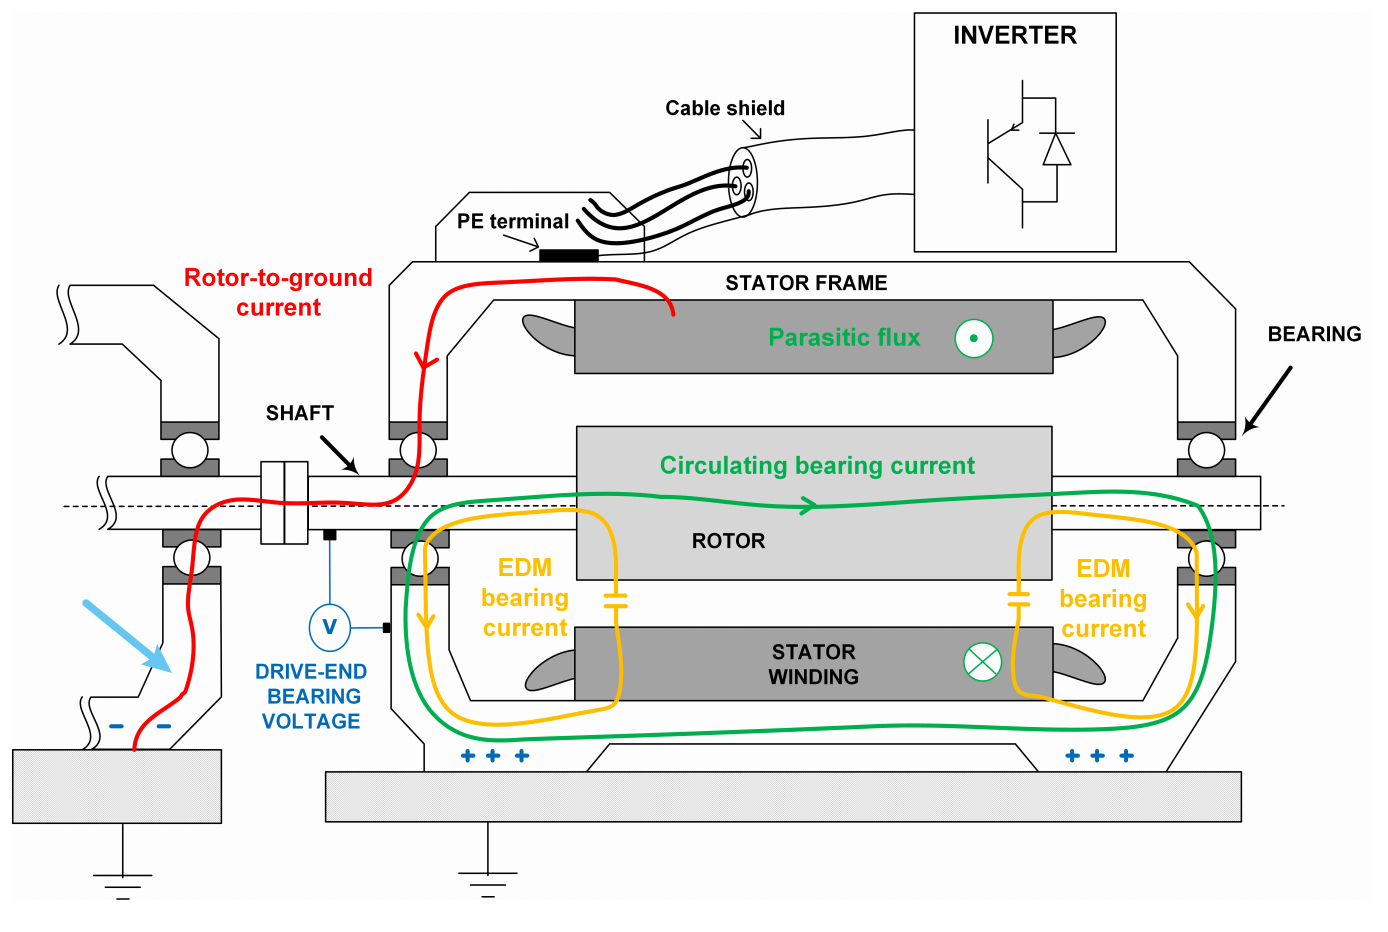 INVERTER
Cable shield
PE terminal
Rotor-to-ground
current
STATOR FRAME
Parasitic flux
BEARING
SHAFT
Circulating bearing current
ROTOR
EDM
bearing
current
EDM
bearing
current
V
STATOR
WINDING
DRIVE-END
BEARING
VOLTAGE
- -
+ + +
+ + +